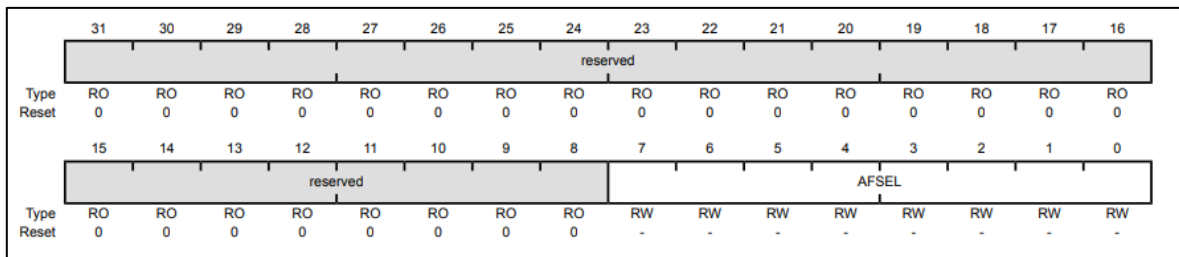 31 30 29 28 27 26 25 24 23 22 21 20 19 18 17 16
reserved
Type RO RO RO RO RO RO RO RO RO RO RO RO RO RO RO RO
Reset 0 0 0 0 0 0 0 0 0 0 0 0 0 0 0 0
15 14 13 12 11 10 9 8 7 6 5 4 3 2 1 0
reserved AFSEL
Type RO RO RO RO RO RO RO RO RW RW RW RW RW RW RW RW
Reset 0 0 0 0 0 0 0 0 - - - - - - - -